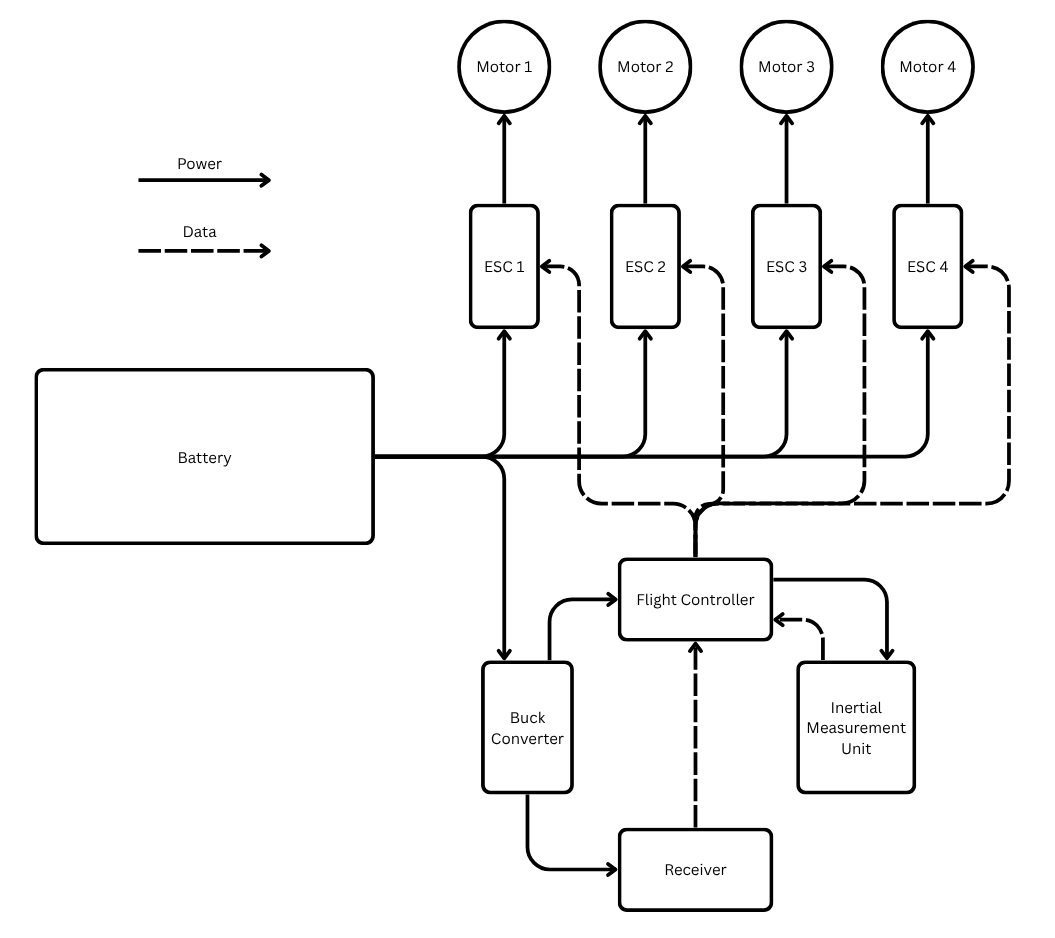 Motor 1
Motor 2
Motor 3
Motor 4
Power
Data
ESC 1
ESC 2
ESC 3
ESC 4
Battery
Flight Controller
Buck
Converter
Inertial
Measurement
Unit
Receiver